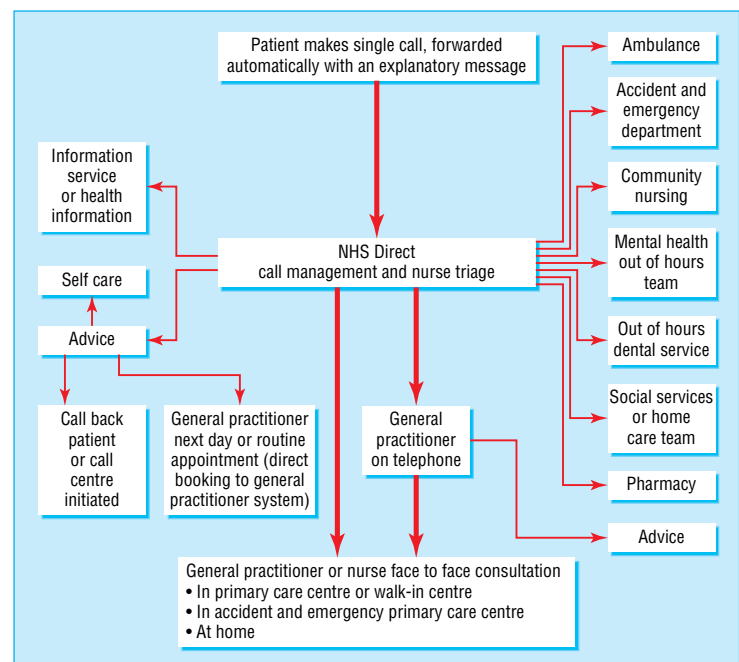 Patient makes single call, forwarded
automatically with an explanatory message
Ambulance
Accident and
emergency
department
Information
service
or health
information
Community
nursing
NHS Direct
call management and nurse triage
Mental health
out of hours
team
Self care
Advice
Out of hours
dental service
Call back
patient
or call
centre
initiated
General practitioner
next day or routine
appointment (direct
booking to general
practitioner system)
General
practitioner
on telephone
Social services
or home
care team
Pharmacy
Advice
General practitioner or nurse face to face consultation
• In primary care centre or walk-in centre
• In accident and emergency primary care centre
• At home